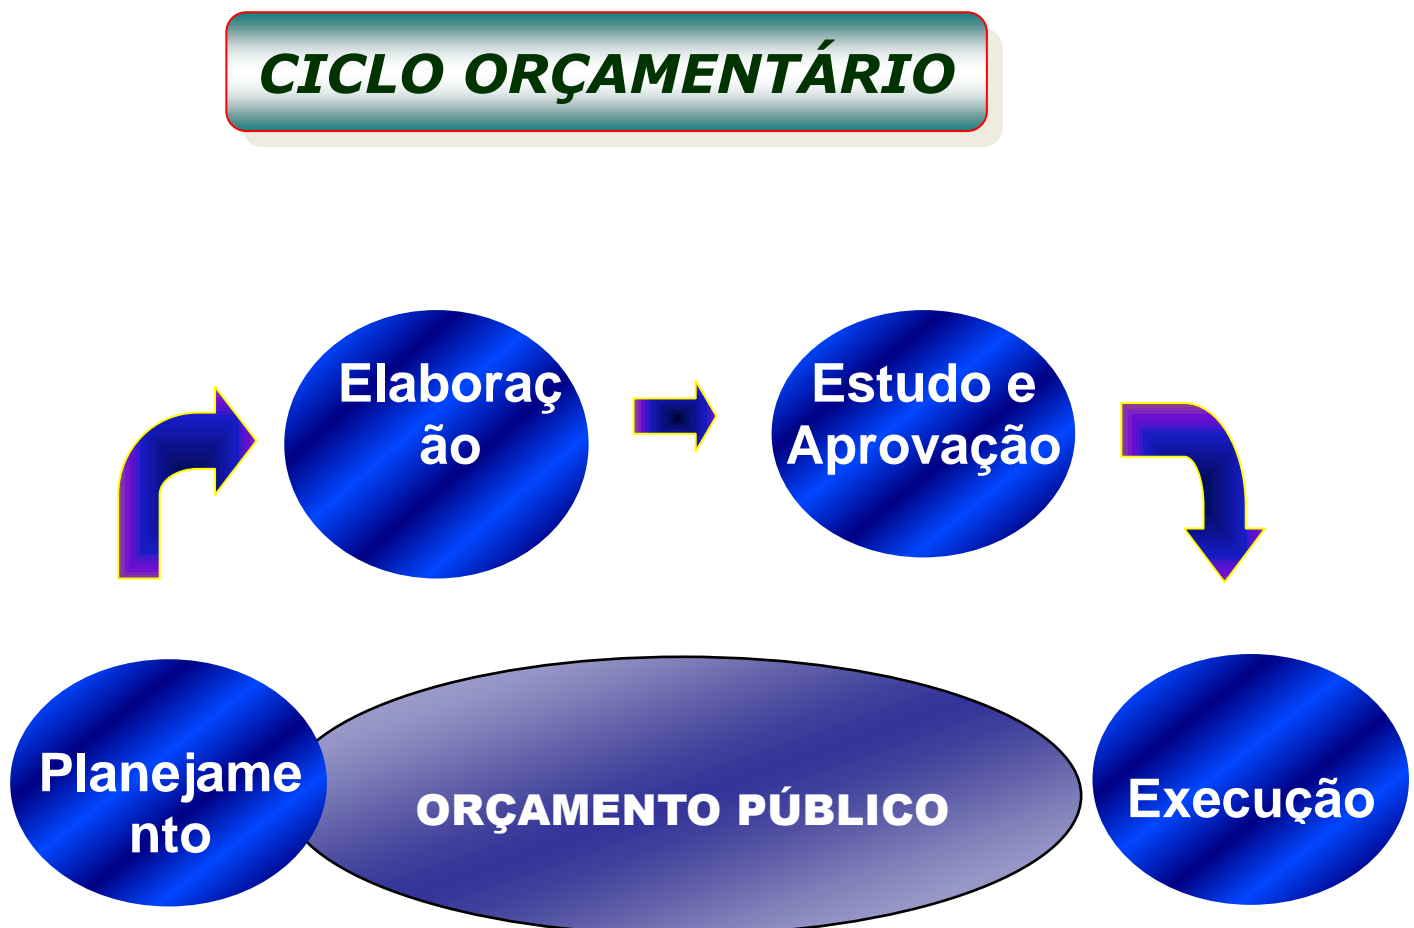 CICLO ORÇAMENTÁRIO
Elaboraç
ão
Estudo e
Aprovação
Planejame
nto
ORÇAMENTO PÚBLICO
Execução